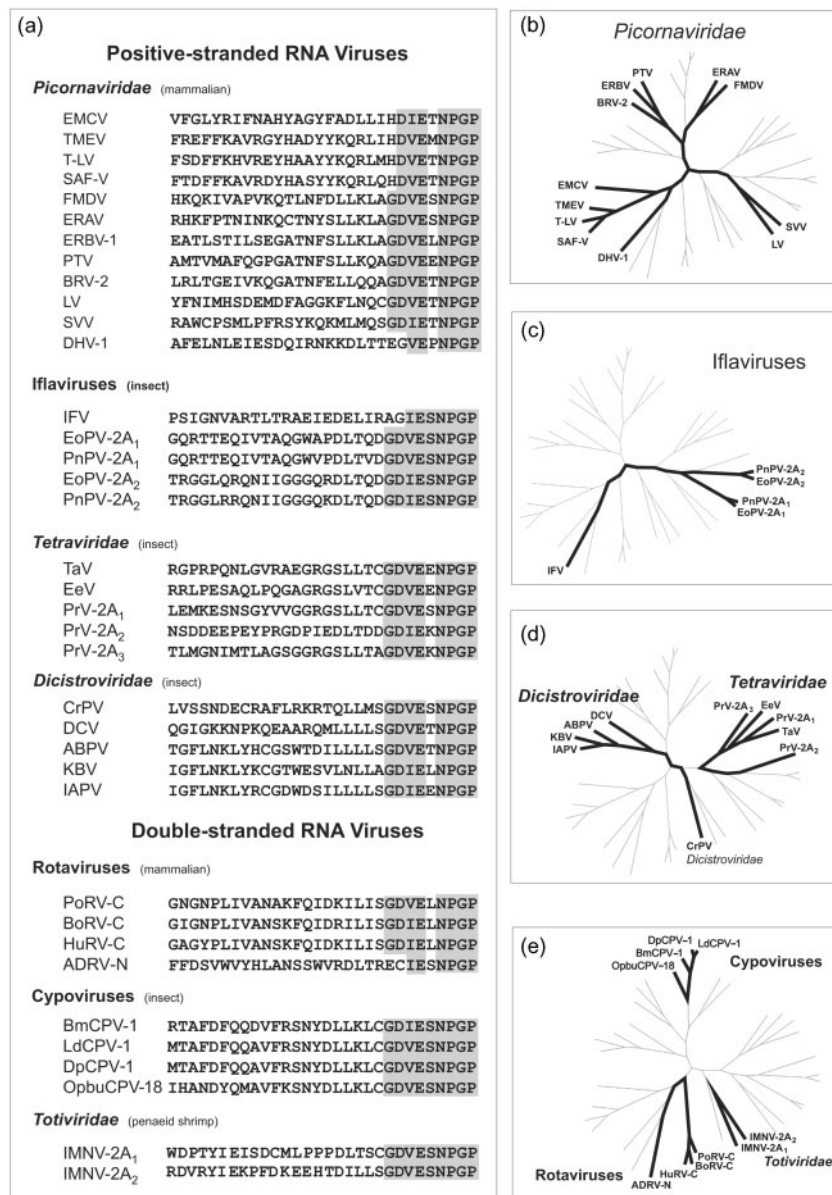 (a)
Positive-stranded RNA Viruses
Picornaviridae (mammalian)
EMCV VFGLYRIFNAHYAGYFADLLIHDIETNPGP
TMEV FREFFKAVRGYHADYYKQRLIHDVEMNPGP
T-LV FSDFFKHVREYHAAYYKQRLMHDVETNPGP
SAF-V FTDFFKAVRDYHASYYKQRLQHDVETNPGP
FMDV HKQKIVAPVKQTLNFDLLKLAGDVESNPGP
ERAV RHKFPTNINKQCTNYSLLKLAGDVESNPGP
ERBV-1 EATLSTILSEGATNFSLLKLAGDVELNPGP
PTV AMTVMAFQGPGATNFSLLKQAGDVEENPGP
BRV-2 LRLTGEIVKQGATNFELLQQAGDVETNPGP
LV YFNIMHSDEMDFAGGKFLNQCGDVETNPGP
SVV RAWCPSMLPFRSYKQKMLMQSGDIETNPGP
DHV-1 AFELNLEIESDQIRNKKDLTTEGVEPNPGP
Iflaviruses (insect)
IFV PSIGNVARTLTRAEIEDELIRAGIESNPGP
EoPV-2A1 GQRTTEQIVTAQGWAPDLTQDGDVESNPGP
PnPV-2A1 GQRTTEQIVTAQGWVPDLTVDGDVESNPGP
EoPV-2A2 TRGGLQRQNIIGGGQRDLTQDGDIESNPGP
PnPV-2A2 TRGGLRRQNIIGGGQKDLTQDGDIESNPGP
Tetraviridae (insect)
TaV RGPRPQNLGVRAEGRGSLLTCGDVEENPGP
EeV RRLPESAQLPQGAGRGSLVTCGDVEENPGP
PrV-2A1 LEMKESNSGYVVGGRGSLLTCGDVESNPGP
PrV-2A2 NSDDEEPEYPRGDPIEDLTDDGDIEKNPGP
PrV-2A3 TLMGNIMTLAGSGGRGSLLTAGDVEKNPGP
Dicistroviridae (insect)
CrPV LVSSNDECRAFLRKRTQLLMSGDVESNPGP
DCV QGIGKKNPKQEAARQMLLLLSGDVETNPGP
ABPV TGFLNKLYHCGSWTDILLLLSGDVETNPGP
KBV IGFLNKLYKCGTWESVLNLLAGDIELNPGP
IAPV IGFLNKLYRCGDWDSILLLLSGDIEENPGP
Double-stranded RNA Viruses
Rotaviruses (mammalian)
PoRV-C GNGNPLIVANAKFQIDKILISGDVELNPGP
BoRV-C GIGNPLIVANSKFQIDRILISGDIELNPGP
HuRV-C GAGYPLIVANSKFQIDKILISGDIELNPGP
ADRV-N FFDSVWVYHLANSSWVRDLTRECIESNPGP
Cypoviruses (insect)
BmCPV-1 RTAFDFQQDVFRSNYDLLKLCGDIESNPGP
LdCPV-1 MTAFDFQQAVFRSNYDLLKLCGDVESNPGP
DpCPV-1 MTAFDFQQAVFRSNYDLLKLCGDVESNPGP
OpbuCPV-18 IHANDYQMAVFKSNYDLLKLCGDVESNPGP
Totiviridae (penaeid shrimp)
IMNV-2A1 WDPTYIEISDCMLPPPDLTSCGDVESNPGP
IMNV-2A2 RDVRYIEKPFDKEEHTDILLSGDVESNPGP
(b)
Picornaviridae
PTV
ERBV
BRV-2
ERAV
FMDV
EMCV
TMEV
T-LV
SAF-V
DHV-1
SVV
LV
(c)
Iflaviruses
PnPV-2A2
EoPV-2A2
PnPV-2A1
EoPV-2A1
IFV
(d)
Dicistroviridae
DCV
ABPV
KBV
IAPV
Tetraviridae
PrV-2A3
EeV
PrV-2A1
TaV
PrV-2A2
CrPV
Dicistroviridae
(e)
DpCPV-1
LdCPV-1
BmCPV-1
OpbuCPV-18
Cypoviruses
IMNV-2A2
IMNV-2A1
Totiviridae
PoRV-C
BoRV-C
HuRV-C
Rotaviruses
ADRV-N